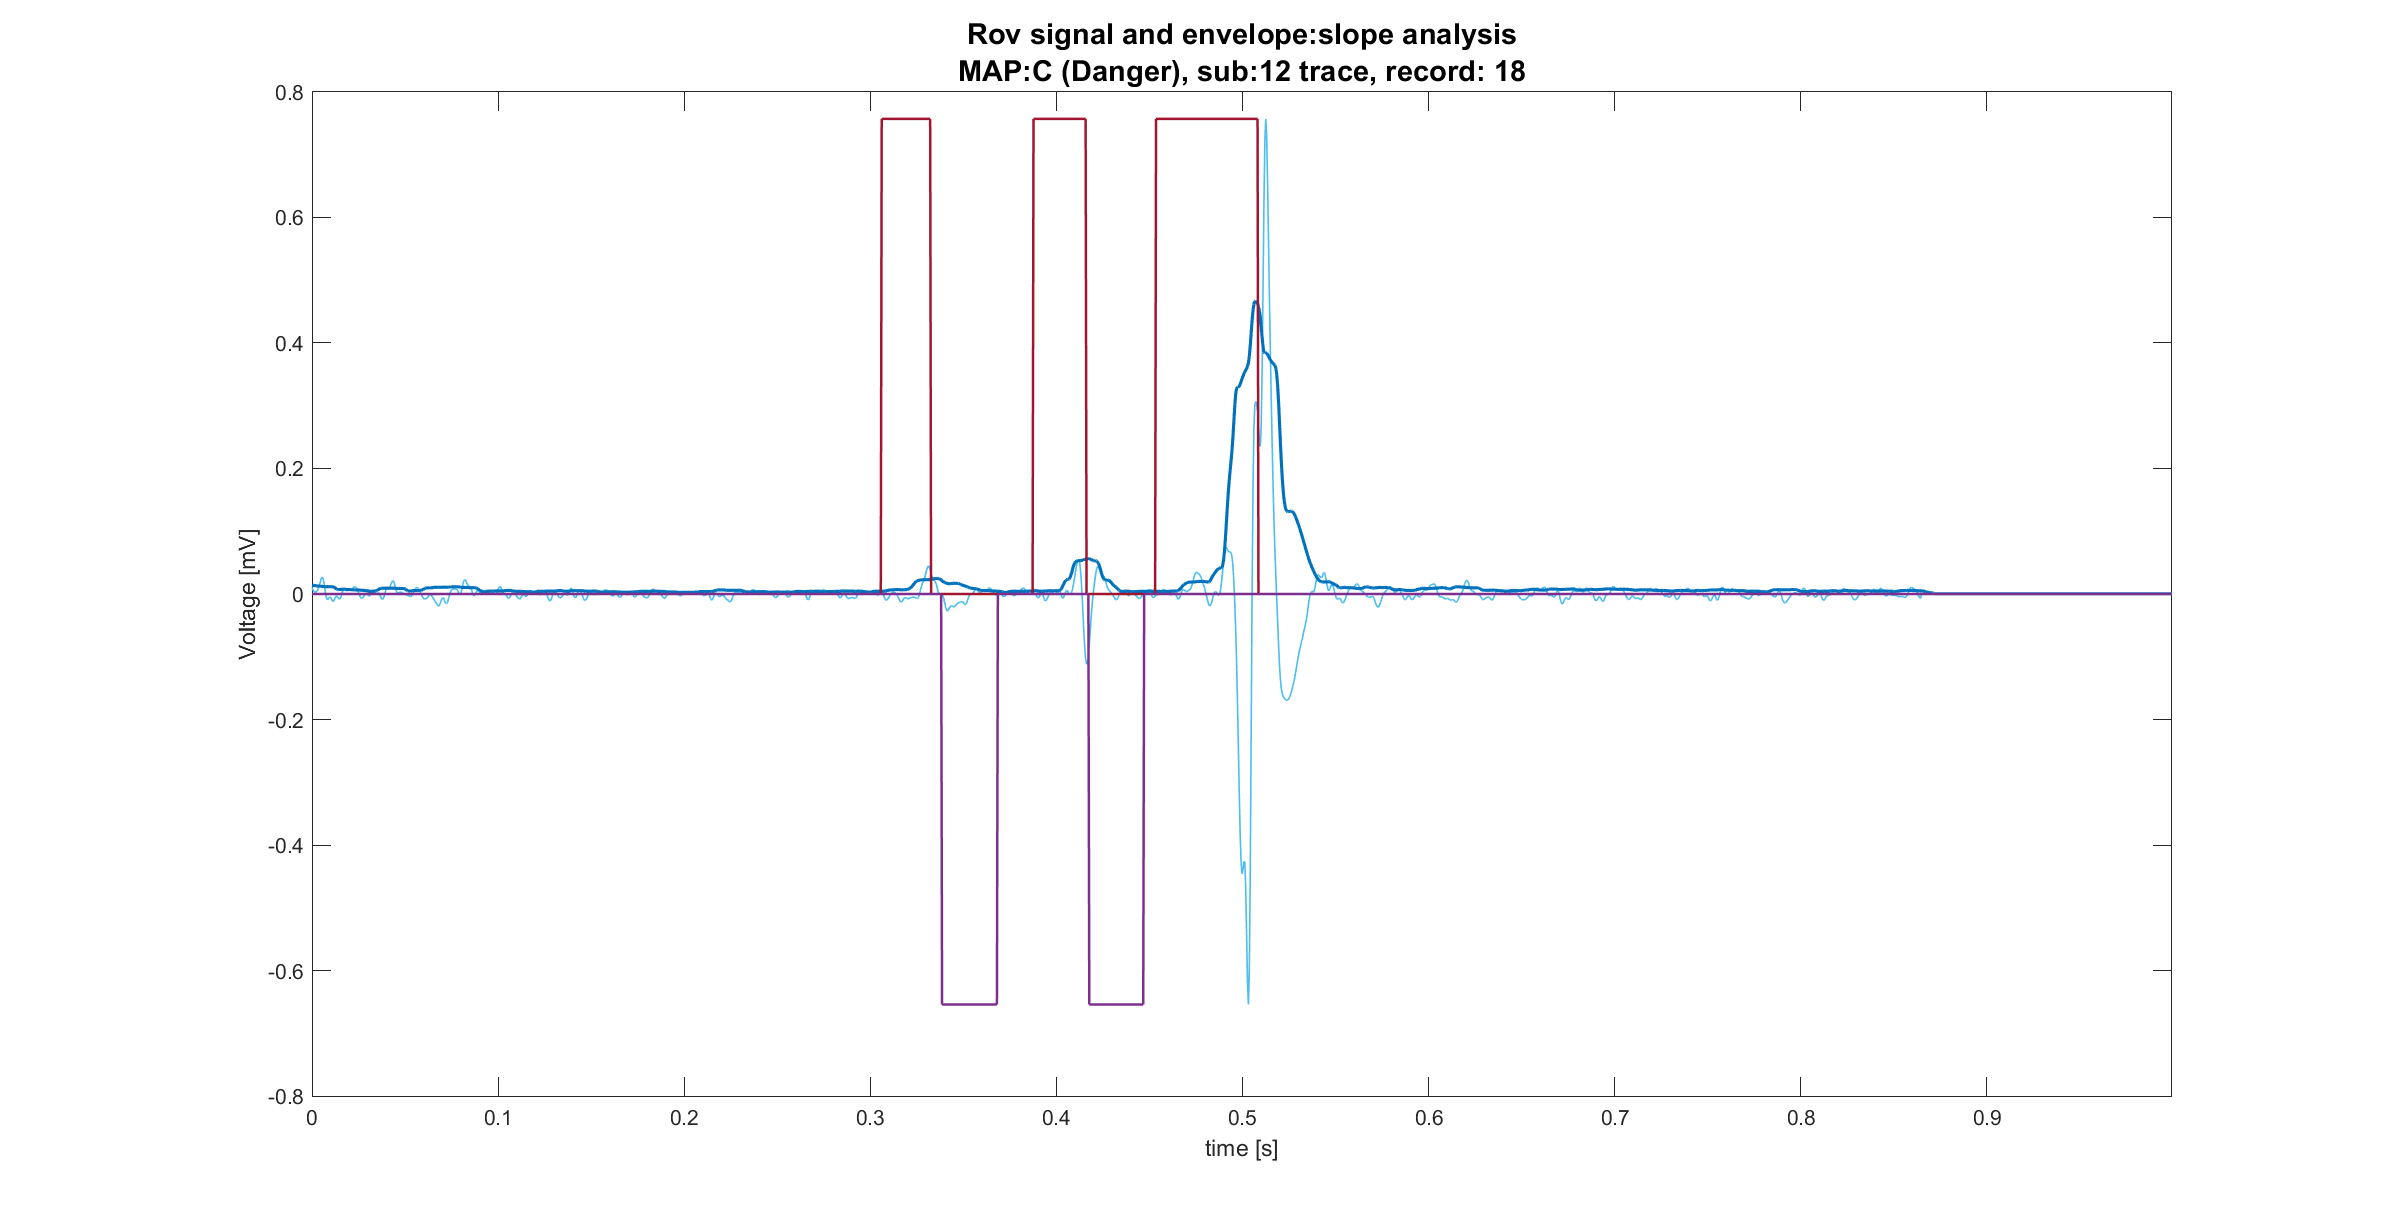 Rov signal and envelope:slope analysis
MAP:C (Danger), sub:12 trace, record: 18
0.8
0.6
0.4
0.2
0
-0.2
-0.4
-0.6
-0.8
Voltage [mV]
0 0.1 0.2 0.3 0.4 0.5 0.6 0.7 0.8 0.9
time [s]